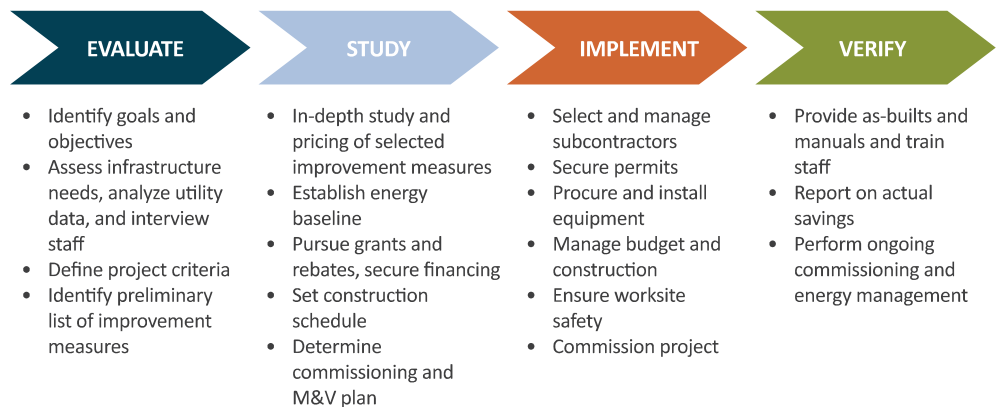 EVALUATE
• Identify goals and
objectives
• Assess infrastructure
needs, analyze utility
data, and interview
staff
• Define project criteria
• Identify preliminary
list of improvement
measures
STUDY
• In-depth study and
pricing of selected
improvement measures
• Establish energy
baseline
• Pursue grants and
rebates, secure financing
• Set construction
schedule
• Determine
commissioning and
M&V plan
IMPLEMENT
• Select and manage
subcontractors
• Secure permits
• Procure and install
equipment
• Manage budget and
construction
• Ensure worksite
safety
• Commission project
VERIFY
• Provide as-builts and
manuals and train
staff
• Report on actual
savings
• Perform ongoing
commissioning and
energy management